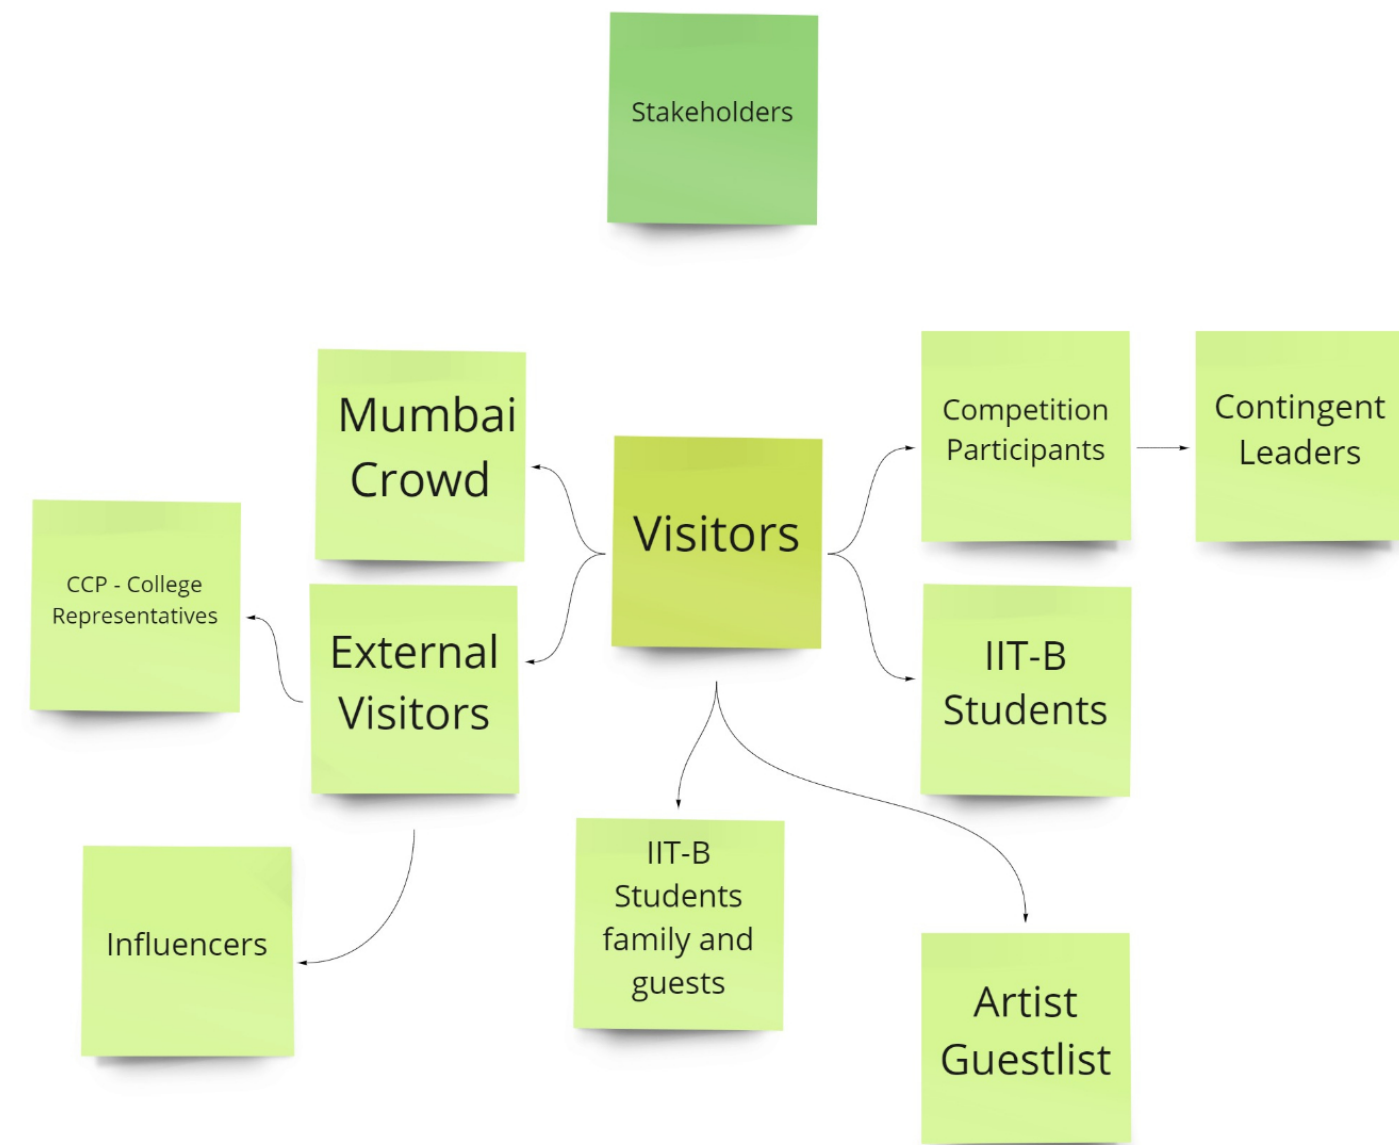 Stakeholders
Mumbai
Crowd
Visitors
Competition
Participants
Contingent
Leaders
CCP - College
Representatives
External
Visitors
IIT-B
Students
Influencers
IIT-B
Students
family and
guests
Artist
Guestlist